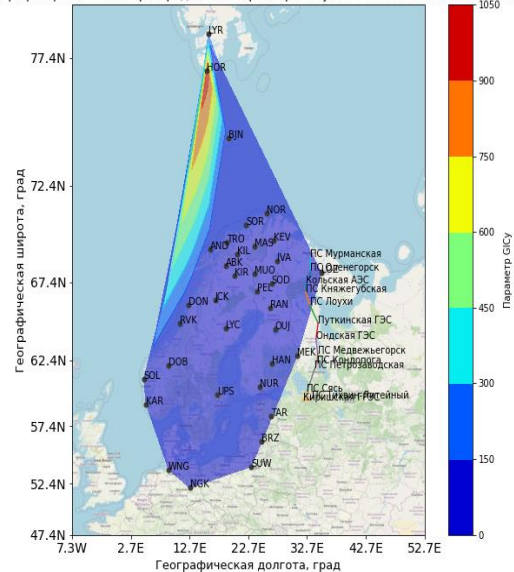 LYR
77.4N
HOR
BJN
72.4N
NOR
SOR
TRO
KEV
AND
MAS
KIL
IVA
ПС Мурманская
ABK
KIR
MUO
SOD
ПС Оленегорск
67.4N
Кольская АЭС
PEL
ПС Княжегубская
DON
JCK
RAN
ПС Лоухи
RVK
LYC
OUJ
Путкинская ГЭС
Ондская ГЭС
62.4N
DOB
HAN
MEK
ПС Медвежьегорск
ПС Кондопога
ПС Петрозаводская
SOL
UPS
NUR
ПС Сясь
KAR
Киришская ГРЭС
TAR
57.4N
BRZ
WNG
SUW
52.4N
NGK
47.4N
7.3W
2.7E
12.7E
22.7E
32.7E
42.7E
52.7E
Географическая долгота, град
Географическая широта, град
1050
900
750
600
450
300
150
0
Параметр GICy